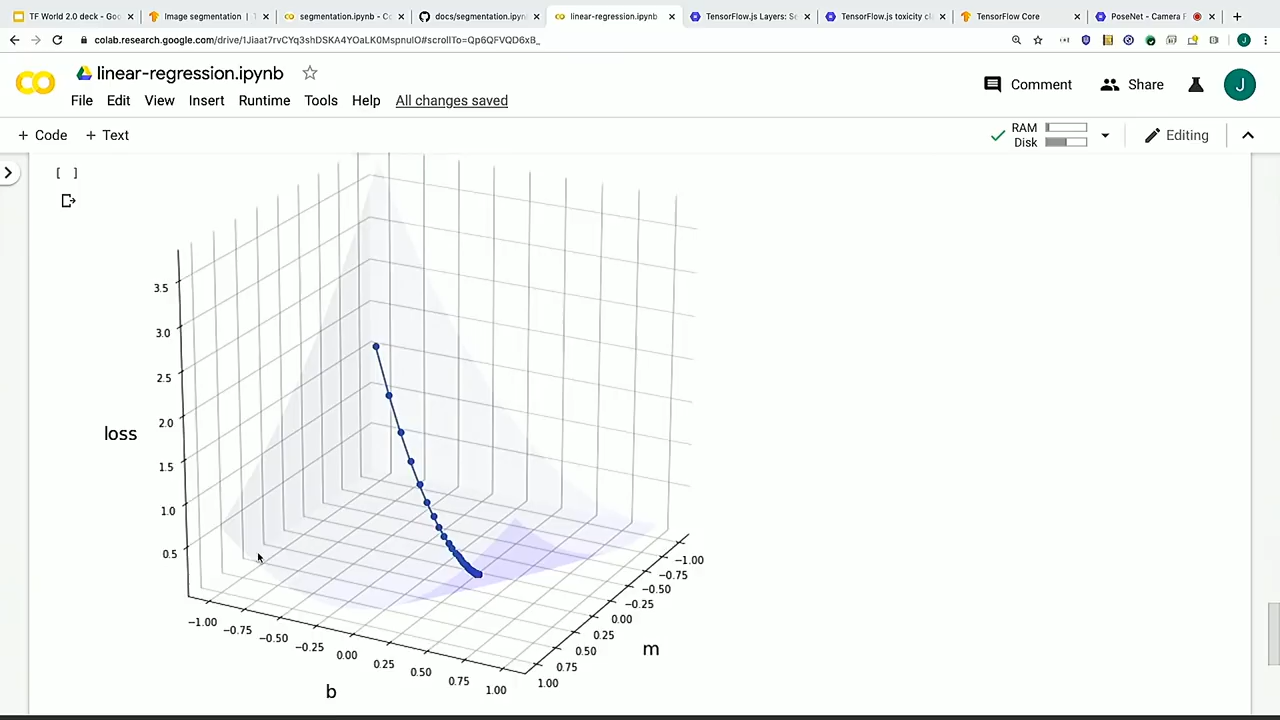 TF World 2.0 deck - Goo
Image segmentation | T
segmentation.ipynb - Co
docs/segmentation.ipyn
linear-regression.ipynb
TensorFlow.js Layers: Se
TensorFlow.js toxicity cl
TensorFlow Core
PoseNet - Camera F
colab.research.google.com/drive/1Jiaat7rvCYq3shDSKA4YOaLK0MspnuIO#scrollTo=Qp6QFVQD6xB_
linear-regression.ipynb
Comment
Share
J
File Edit View Insert Runtime Tools Help All changes saved
+ Code + Text
RAM
Disk
Editing
[ ]
3.5
3.0
2.5
2.0
1.5
1.0
0.5
loss
−1.00
−0.75
−0.50
−0.25
0.00
0.25
0.50
0.75
1.00
b
−1.00
−0.75
−0.50
−0.25
0.00
0.25
0.50
0.75
1.00
m